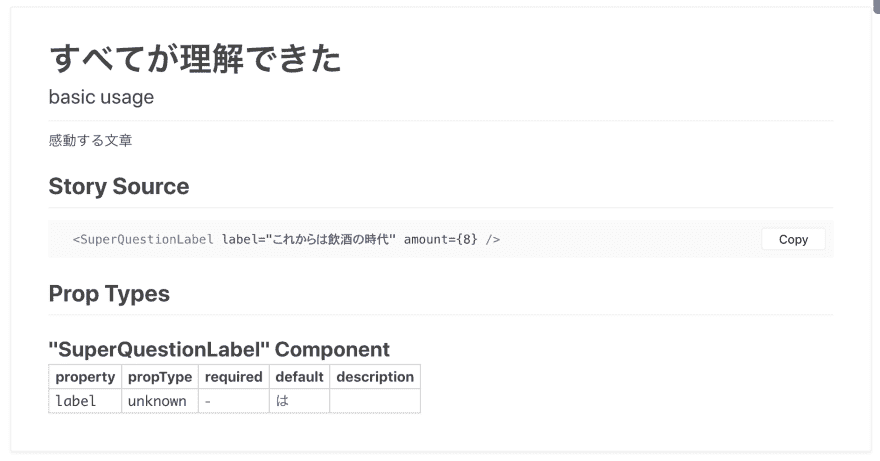 すべてが理解できた
basic usage
感動する文章
Story Source
<SuperQuestionLabel label="これからは飲酒の時代" amount={8} />
Copy
Prop Types
"SuperQuestionLabel" Component
property propType required default description
label unknown - は